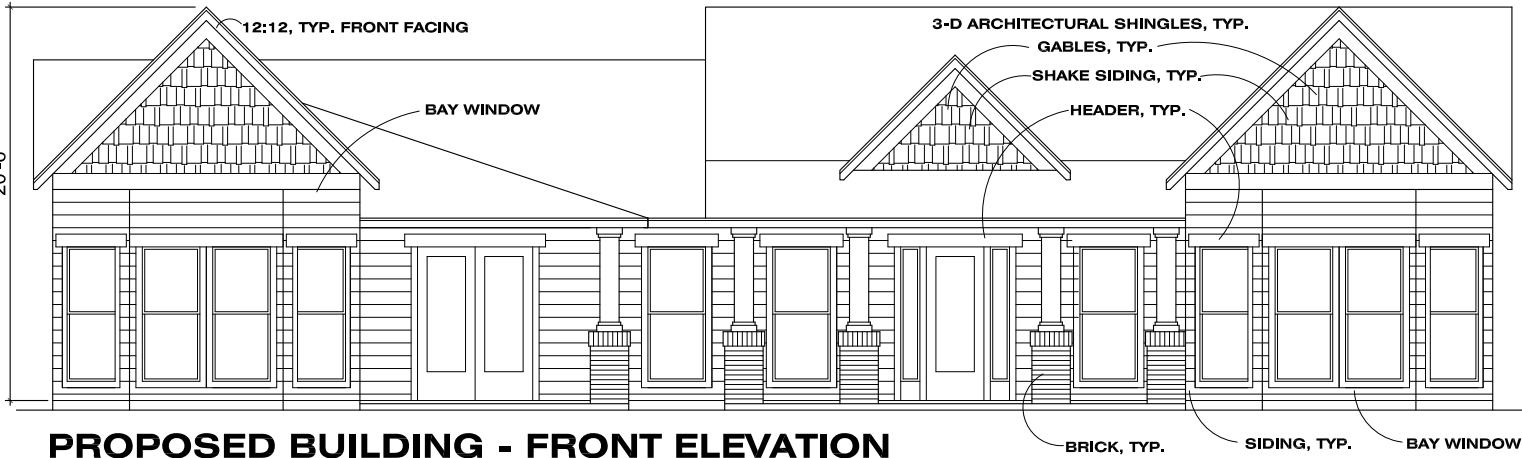 12:12, TYP. FRONT FACING
3-D ARCHITECTURAL SHINGLES, TYP.
GABLES, TYP.
SHAKE SIDING, TYP.
BAY WINDOW
HEADER, TYP.
PROPOSED BUILDING - FRONT ELEVATION
BRICK, TYP.
SIDING, TYP.
BAY WINDOW